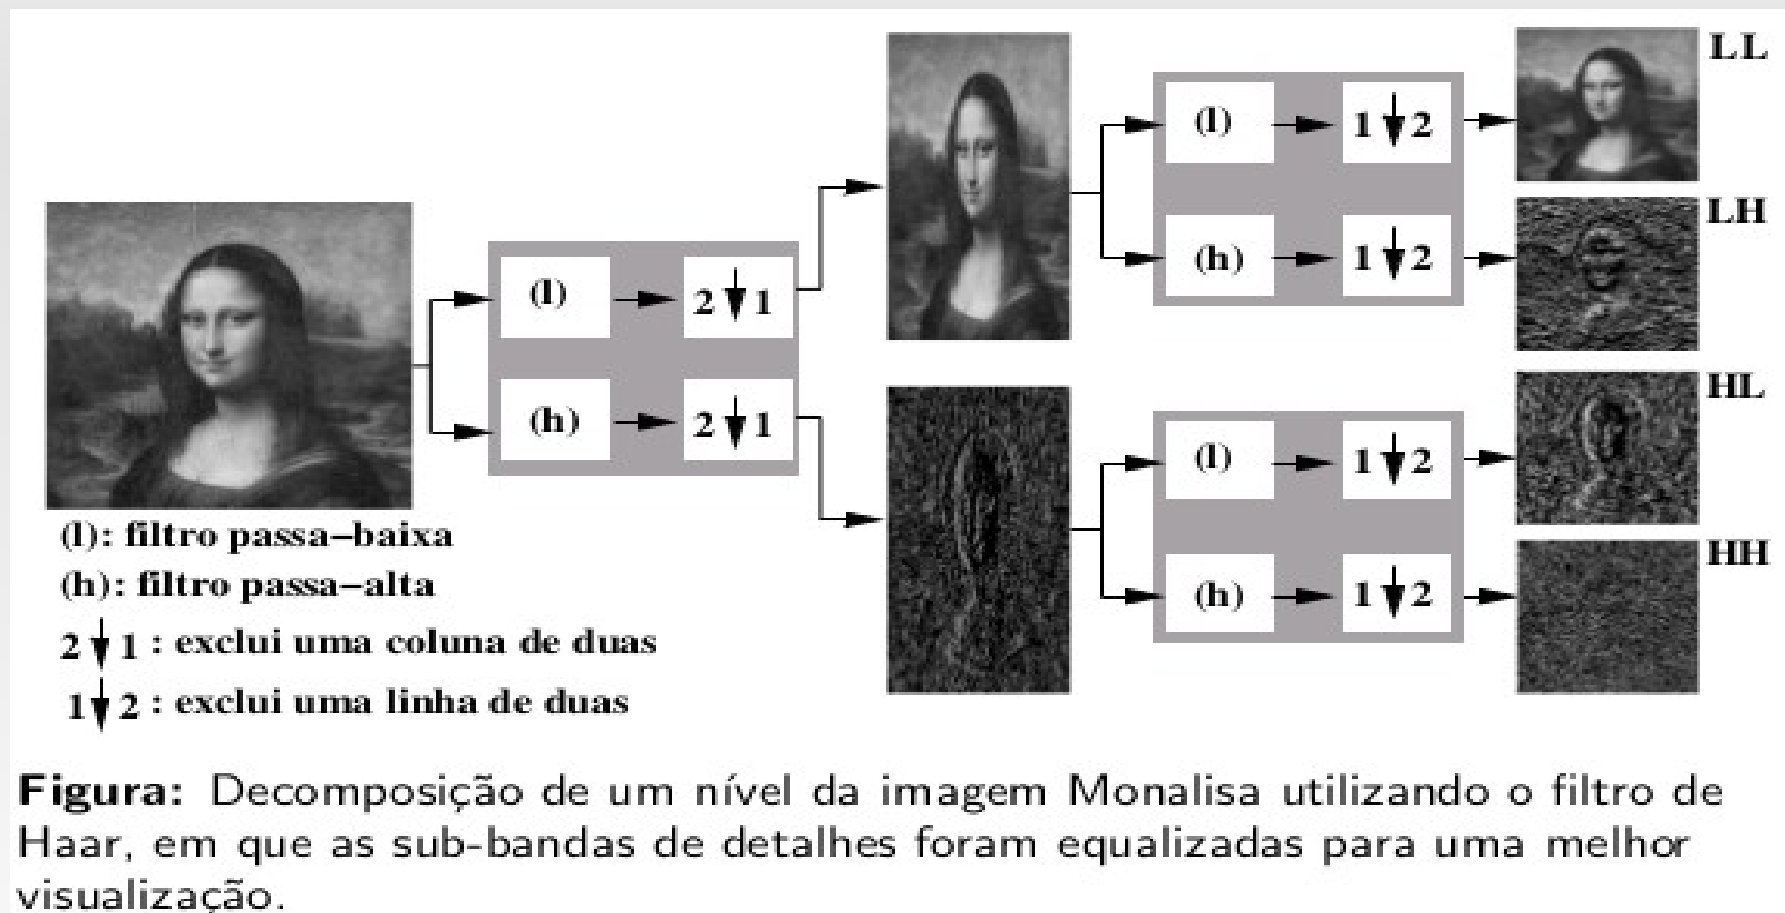 LL
(l)
1 ↓ 2
LH
(h)
1 ↓ 2
(l)
2 ↓ 1
(h)
2 ↓ 1
HL
(l)
1 ↓ 2
HH
(h)
1 ↓ 2
(l): filtro passa–baixa
(h): filtro passa–alta
2 ↓ 1 : exclui uma coluna de duas
1 ↓ 2 : exclui uma linha de duas
Figura: Decomposição de um nível da imagem Monalisa utilizando o filtro de
Haar, em que as sub-bandas de detalhes foram equalizadas para uma melhor
visualização.